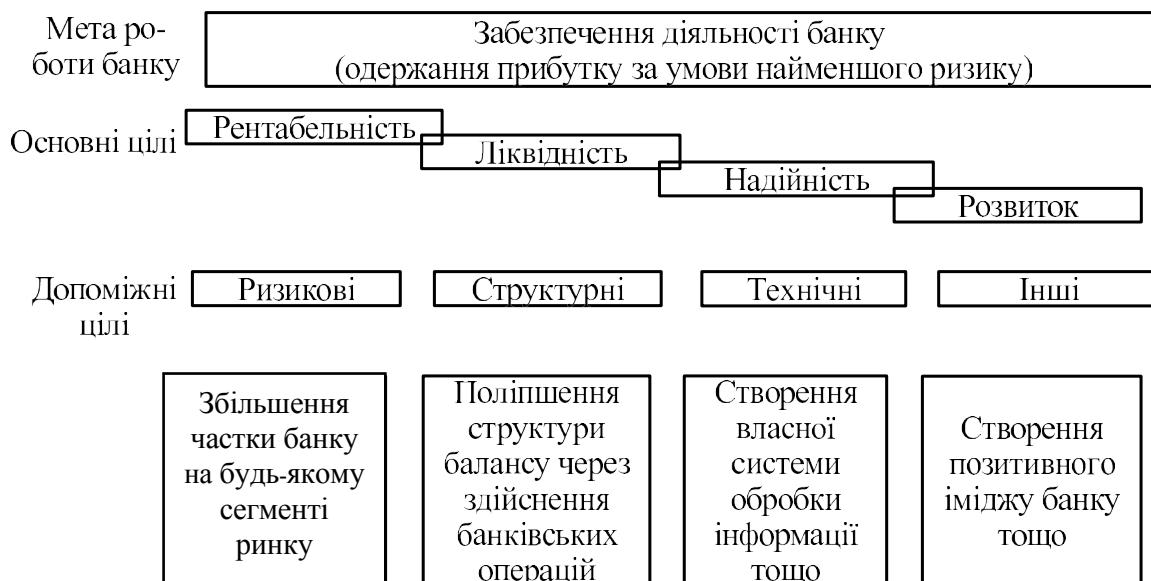 Мета ро-
боти банку
Забезпечення діяльності банку
(одержання прибутку за умови найменшого ризику)
Основні цілі
Рентабельність
Ліквідність
Надійність
Розвиток
Допоміжні
цілі
Ризикові
Структурні
Технічні
Інші
Збільшення
частки банку
на будь-якому
сегменті
ринку
Поліпшення
структури
балансу через
здійснення
банківських
операцій
Створення
власної
системи
обробки
інформації
тощо
Створення
позитивного
іміджу банку
тощо